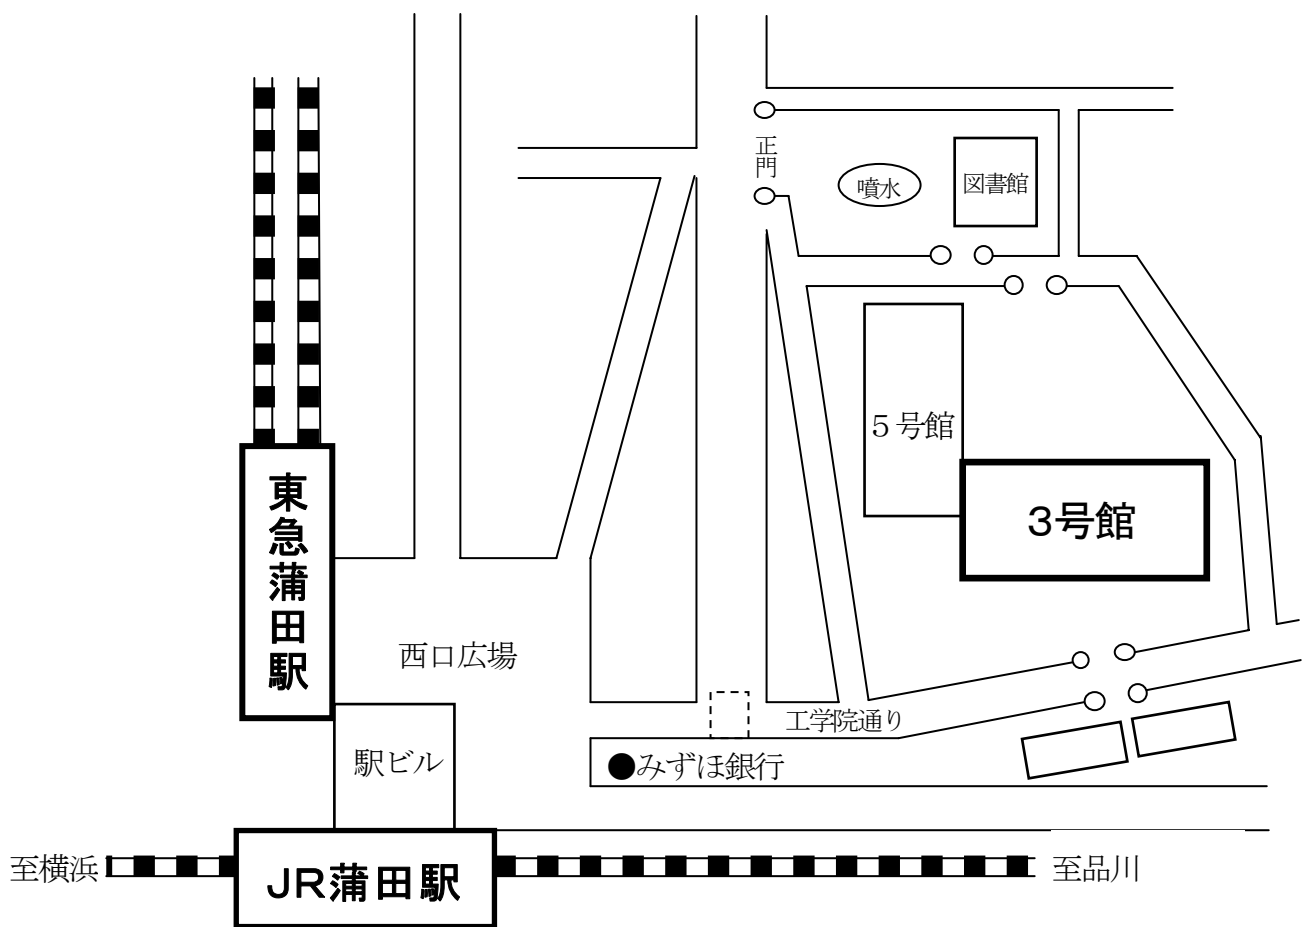 正門
噴水
図書館
５号館
３号館
東急蒲田駅
西口広場
工学院通り
駅ビル
●みずほ銀行
至横浜
ＪＲ蒲田駅
至品川